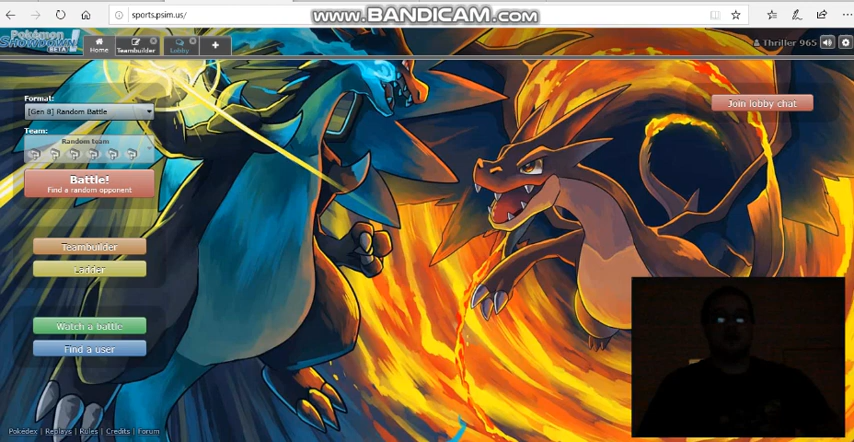 www.BANDICAM.com
sports.psim.us/
Pokémon
SHOWDOWN!
BETA
Home
Teambuilder
Lobby
+
Thriller 965
Format:
[Gen 8] Random Battle
Team:
Random team
Battle!
Find a random opponent
Join lobby chat
Teambuilder
Ladder
Watch a battle
Find a user
Pokédex | Replays | Rules | Credits | Forum